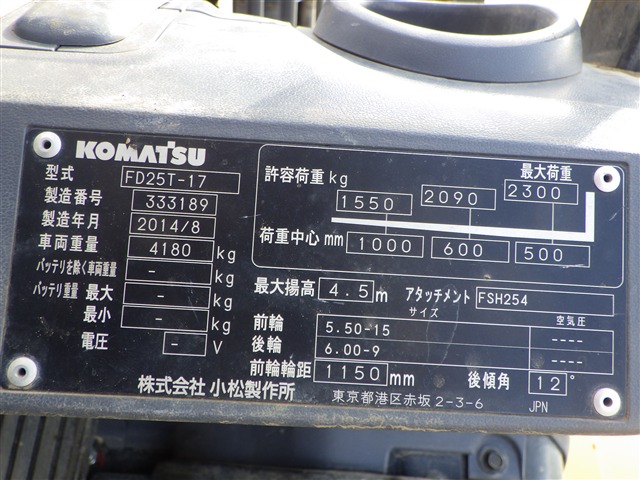 KOMATSU
型式 FD25T-17
製造番号 333189
製造年月 2014/8
車両重量 4180 kg
バッテリを除く車両重量 - kg
バッテリ重量 最大 - kg
最小 - kg
電圧 - V
許容荷重 kg 最大荷重
1550 2090 2300
荷重中心 mm 1000 600 500
最大揚高 4.5 m アタッチメント FSH254
サイズ 空気圧
前輪 5.50-15 ----
後輪 6.00-9 ----
前輪輪距 1150 mm 後傾角 12°
株式会社 小松製作所 東京都港区赤坂2-3-6 JPN